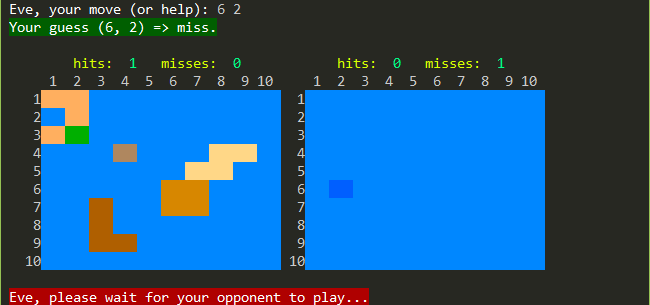 Eve, your move (or help): 6 2
Your guess (6, 2) => miss.
hits: 1 misses: 0 hits: 0 misses: 1
1 2 3 4 5 6 7 8 9 10 1 2 3 4 5 6 7 8 9 10
1 1
2 2
3 3
4 4
5 5
6 6
7 7
8 8
9 9
10 10
Eve, please wait for your opponent to play...